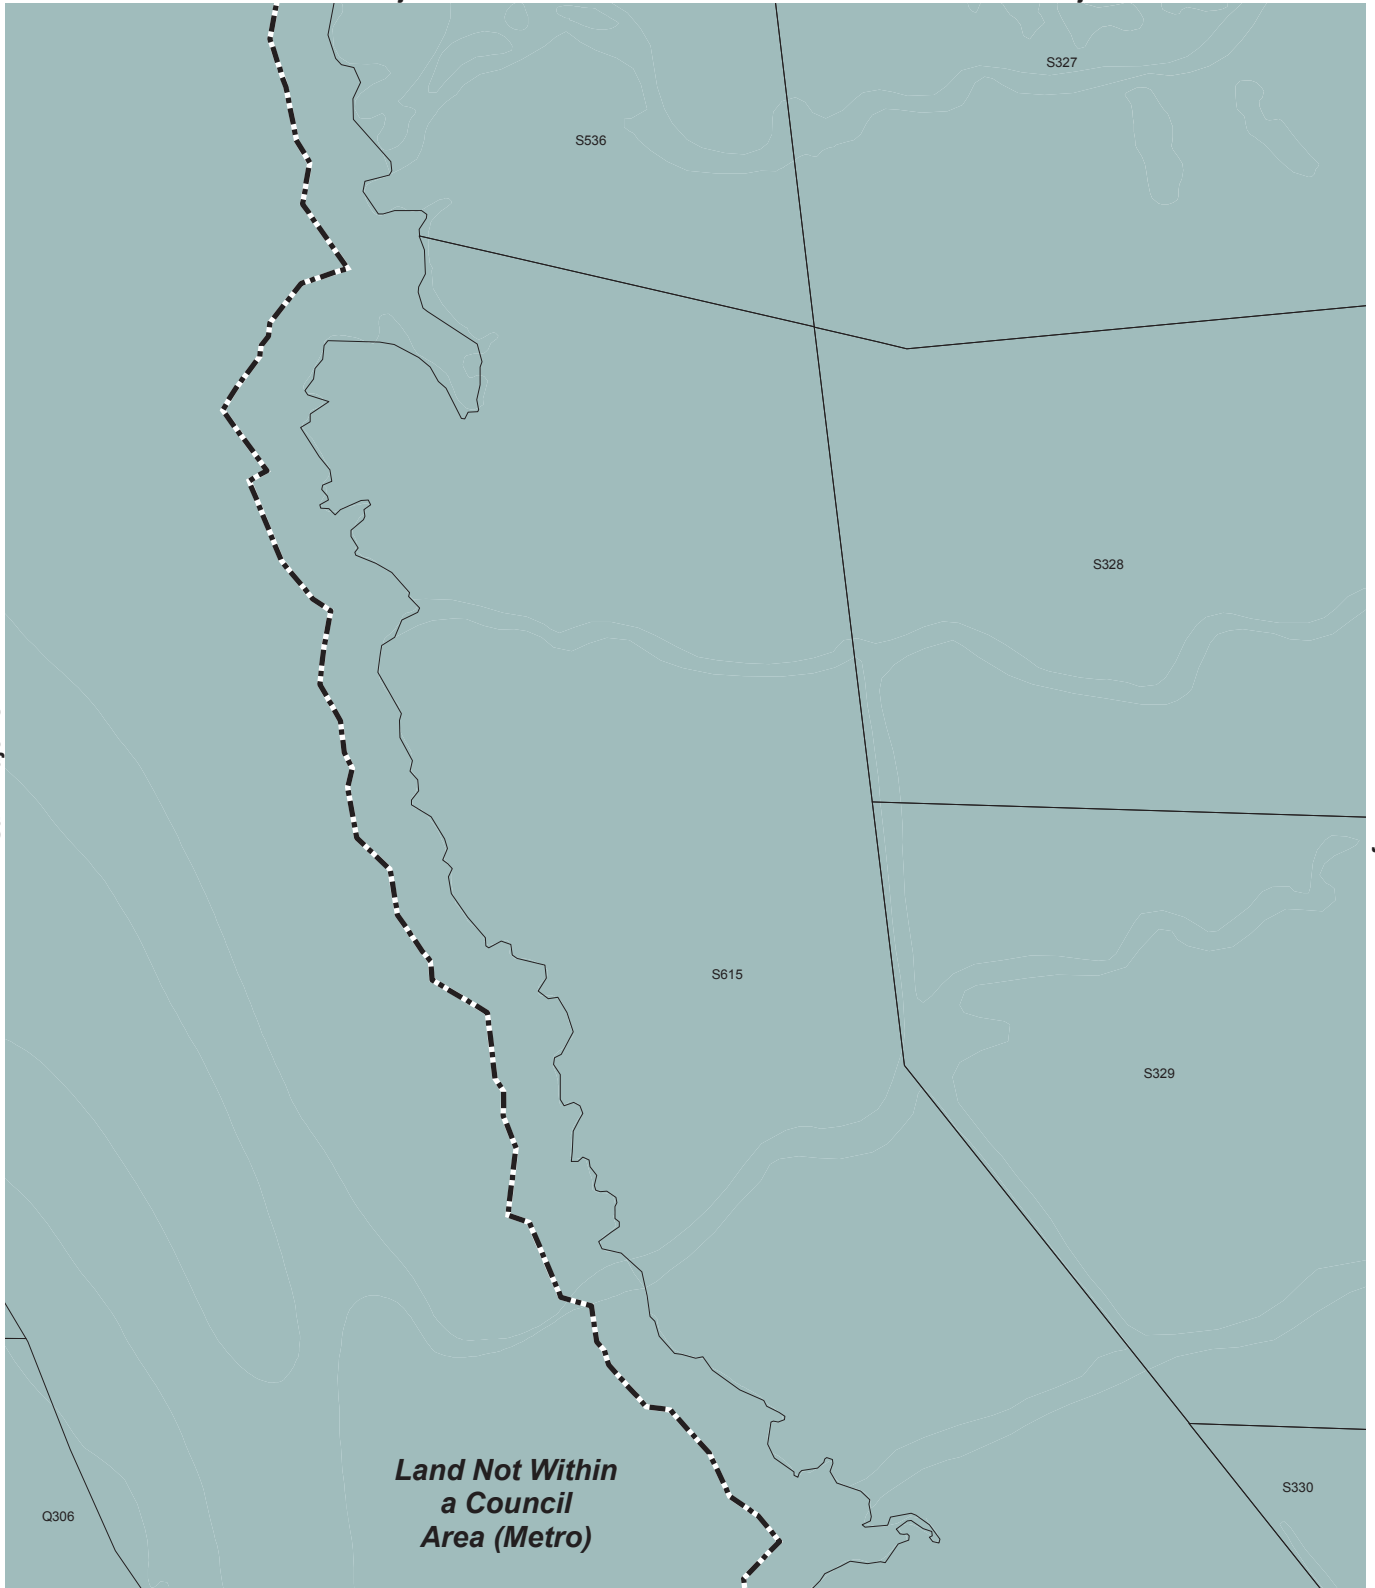 S327
S536
S328
S615
S329
Land Not Within
a Council
Area (Metro)
S330
Q306